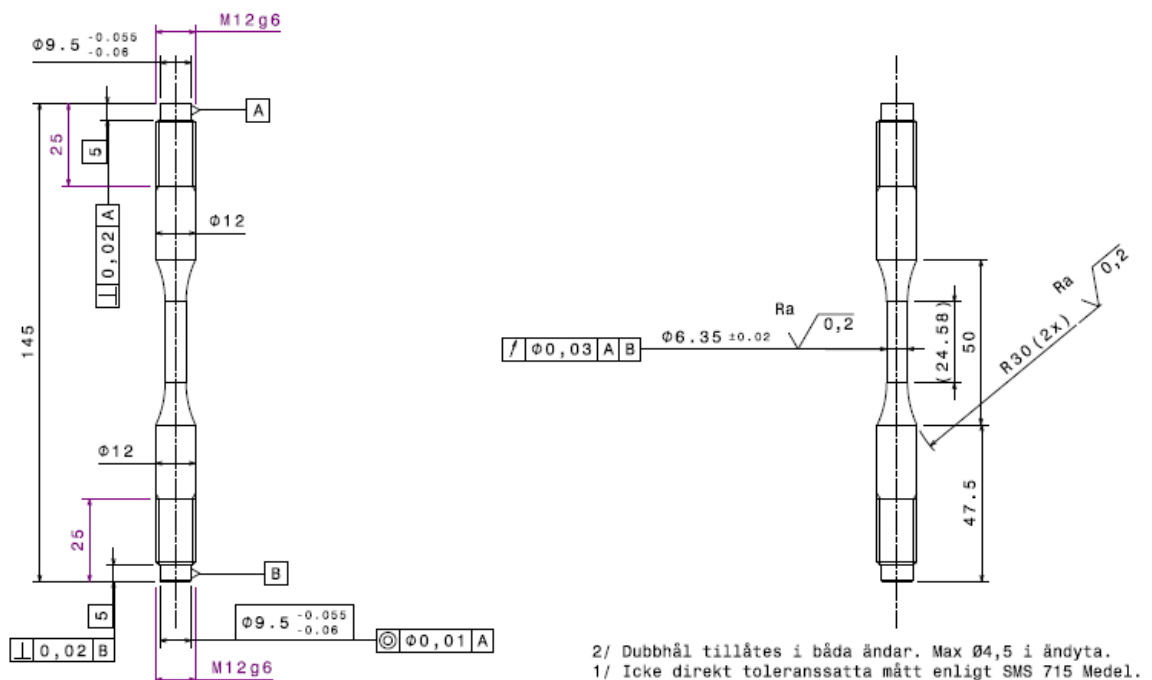 M12g6
Φ9.5 -0.055 -0.06
A
25
5
⊥ 0,02 A
Φ12
145
Φ12
25
B
5
⊥ 0,02 B
Φ9.5 -0.055 -0.06
◎ Φ0,01 A
M12g6
Ra 0,2
Ra 0,2
R30(2x)
Φ6.35 ±0.02
↗ Φ0,03 A B
(24.58)
50
47.5
2/ Dubbhål tillåtes i båda ändar. Max Ø4,5 i ändyta.
1/ Icke direkt toleranssatta mått enligt SMS 715 Medel.